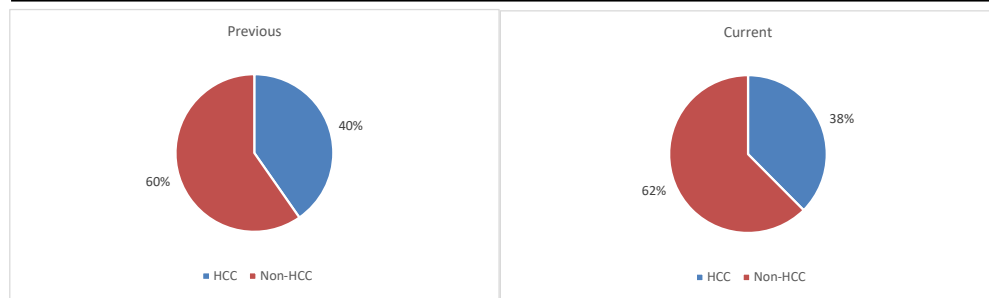 Previous
40%
60%
HCC Non-HCC
Current
38%
62%
HCC Non-HCC